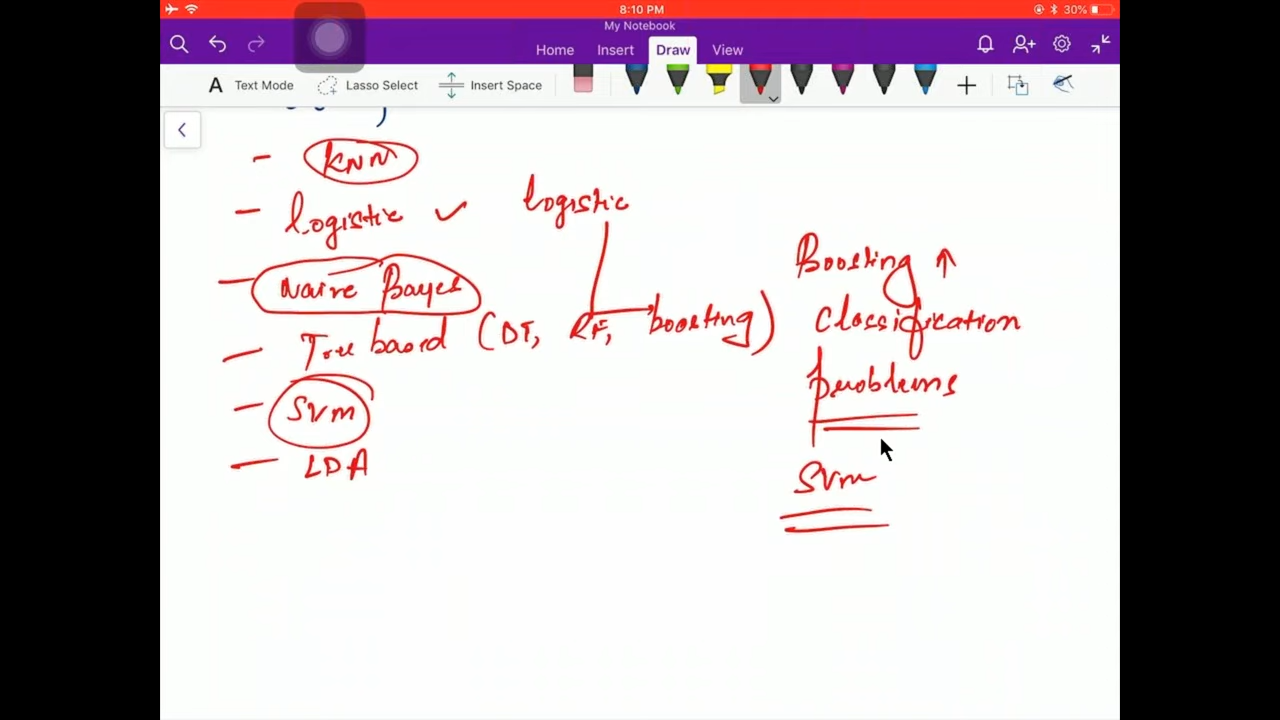 8:10 PM
30%
My Notebook
Home Insert Draw View
Text Mode Lasso Select Insert Space
- KNN
- logistic ✓
- Naive Bayes
- Tree based (DT, RF, boosting)
- SVM
- LDA
logistic
Boosting ↑
Classification
problems
SVM